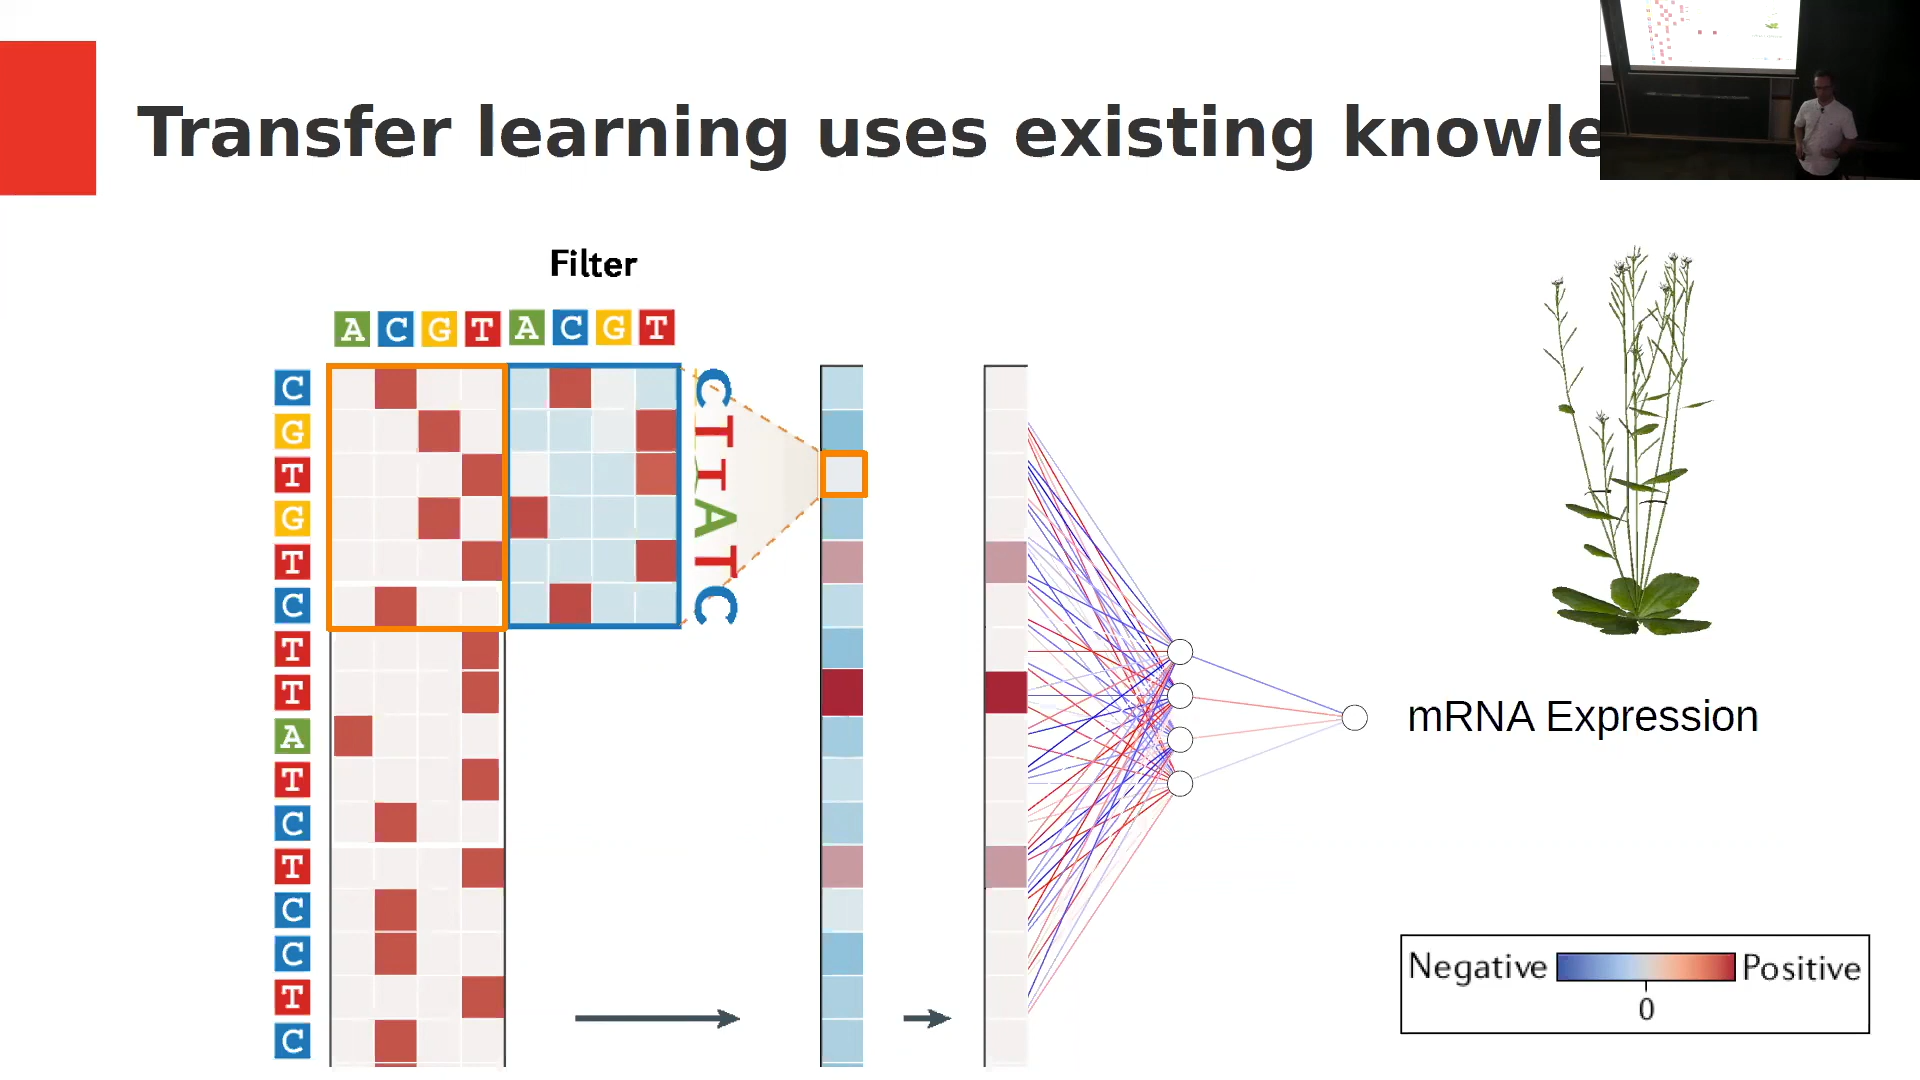 Transfer learning uses existing knowle
Filter
A C G T A C G T
C
G
T
G
T
C
T
T
A
T
C
T
C
C
T
C
C
T
T
A
T
C
mRNA Expression
Negative Positive
0